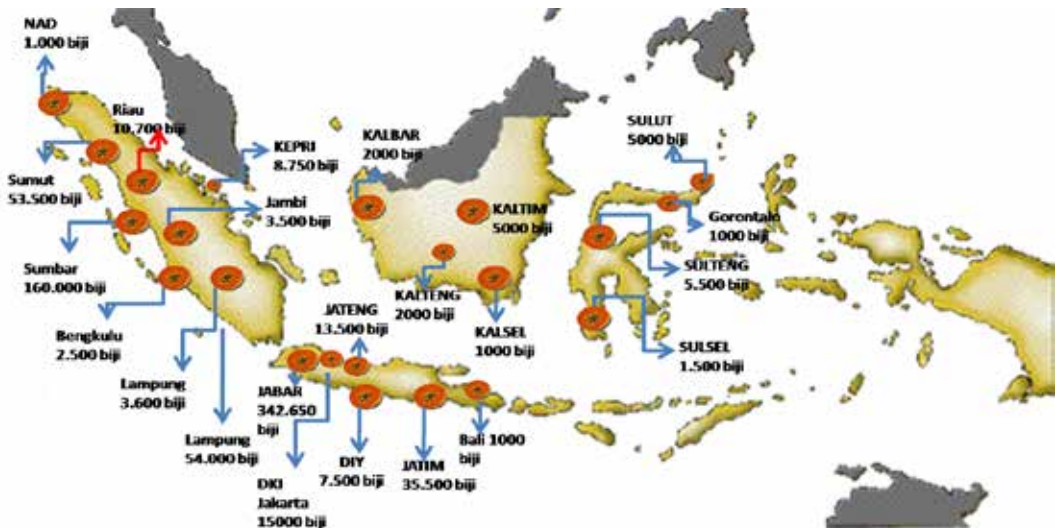 NAD
1.000 biji
Riau
10.700 biji
KEPRI
8.750 biji
KALBAR
2000 biji
SULUT
5000 biji
Sumut
53.500 biji
Jambi
3.500 biji
KALTIM
5000 biji
Gorontalo
1000 biji
Sumbar
160.000 biji
SULTENG
5.500 biji
KALTENG
2000 biji
JATENG
13.500 biji
KALSEL
1000 biji
Bengkulu
2.500 biji
SULSEL
1.500 biji
Lampung
3.600 biji
JABAR
342.650
biji
Lampung
54.000 biji
DIY
7.500 biji
JATIM
35.500 biji
Bali 1000
biji
DKI
Jakarta
15000 biji